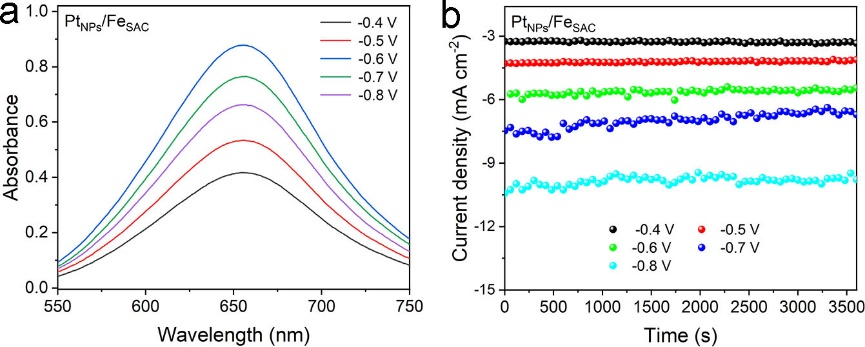 a
Pt_NPs/Fe_SAC
-0.4 V
-0.5 V
-0.6 V
-0.7 V
-0.8 V
Absorbance
1.0
0.8
0.6
0.4
0.2
0.0
550 600 650 700 750
Wavelength (nm)
b
Pt_NPs/Fe_SAC
Current density (mA cm⁻²)
-3
-6
-9
-12
-15
-0.4 V -0.5 V
-0.6 V -0.7 V
-0.8 V
0 500 1000 1500 2000 2500 3000 3500
Time (s)